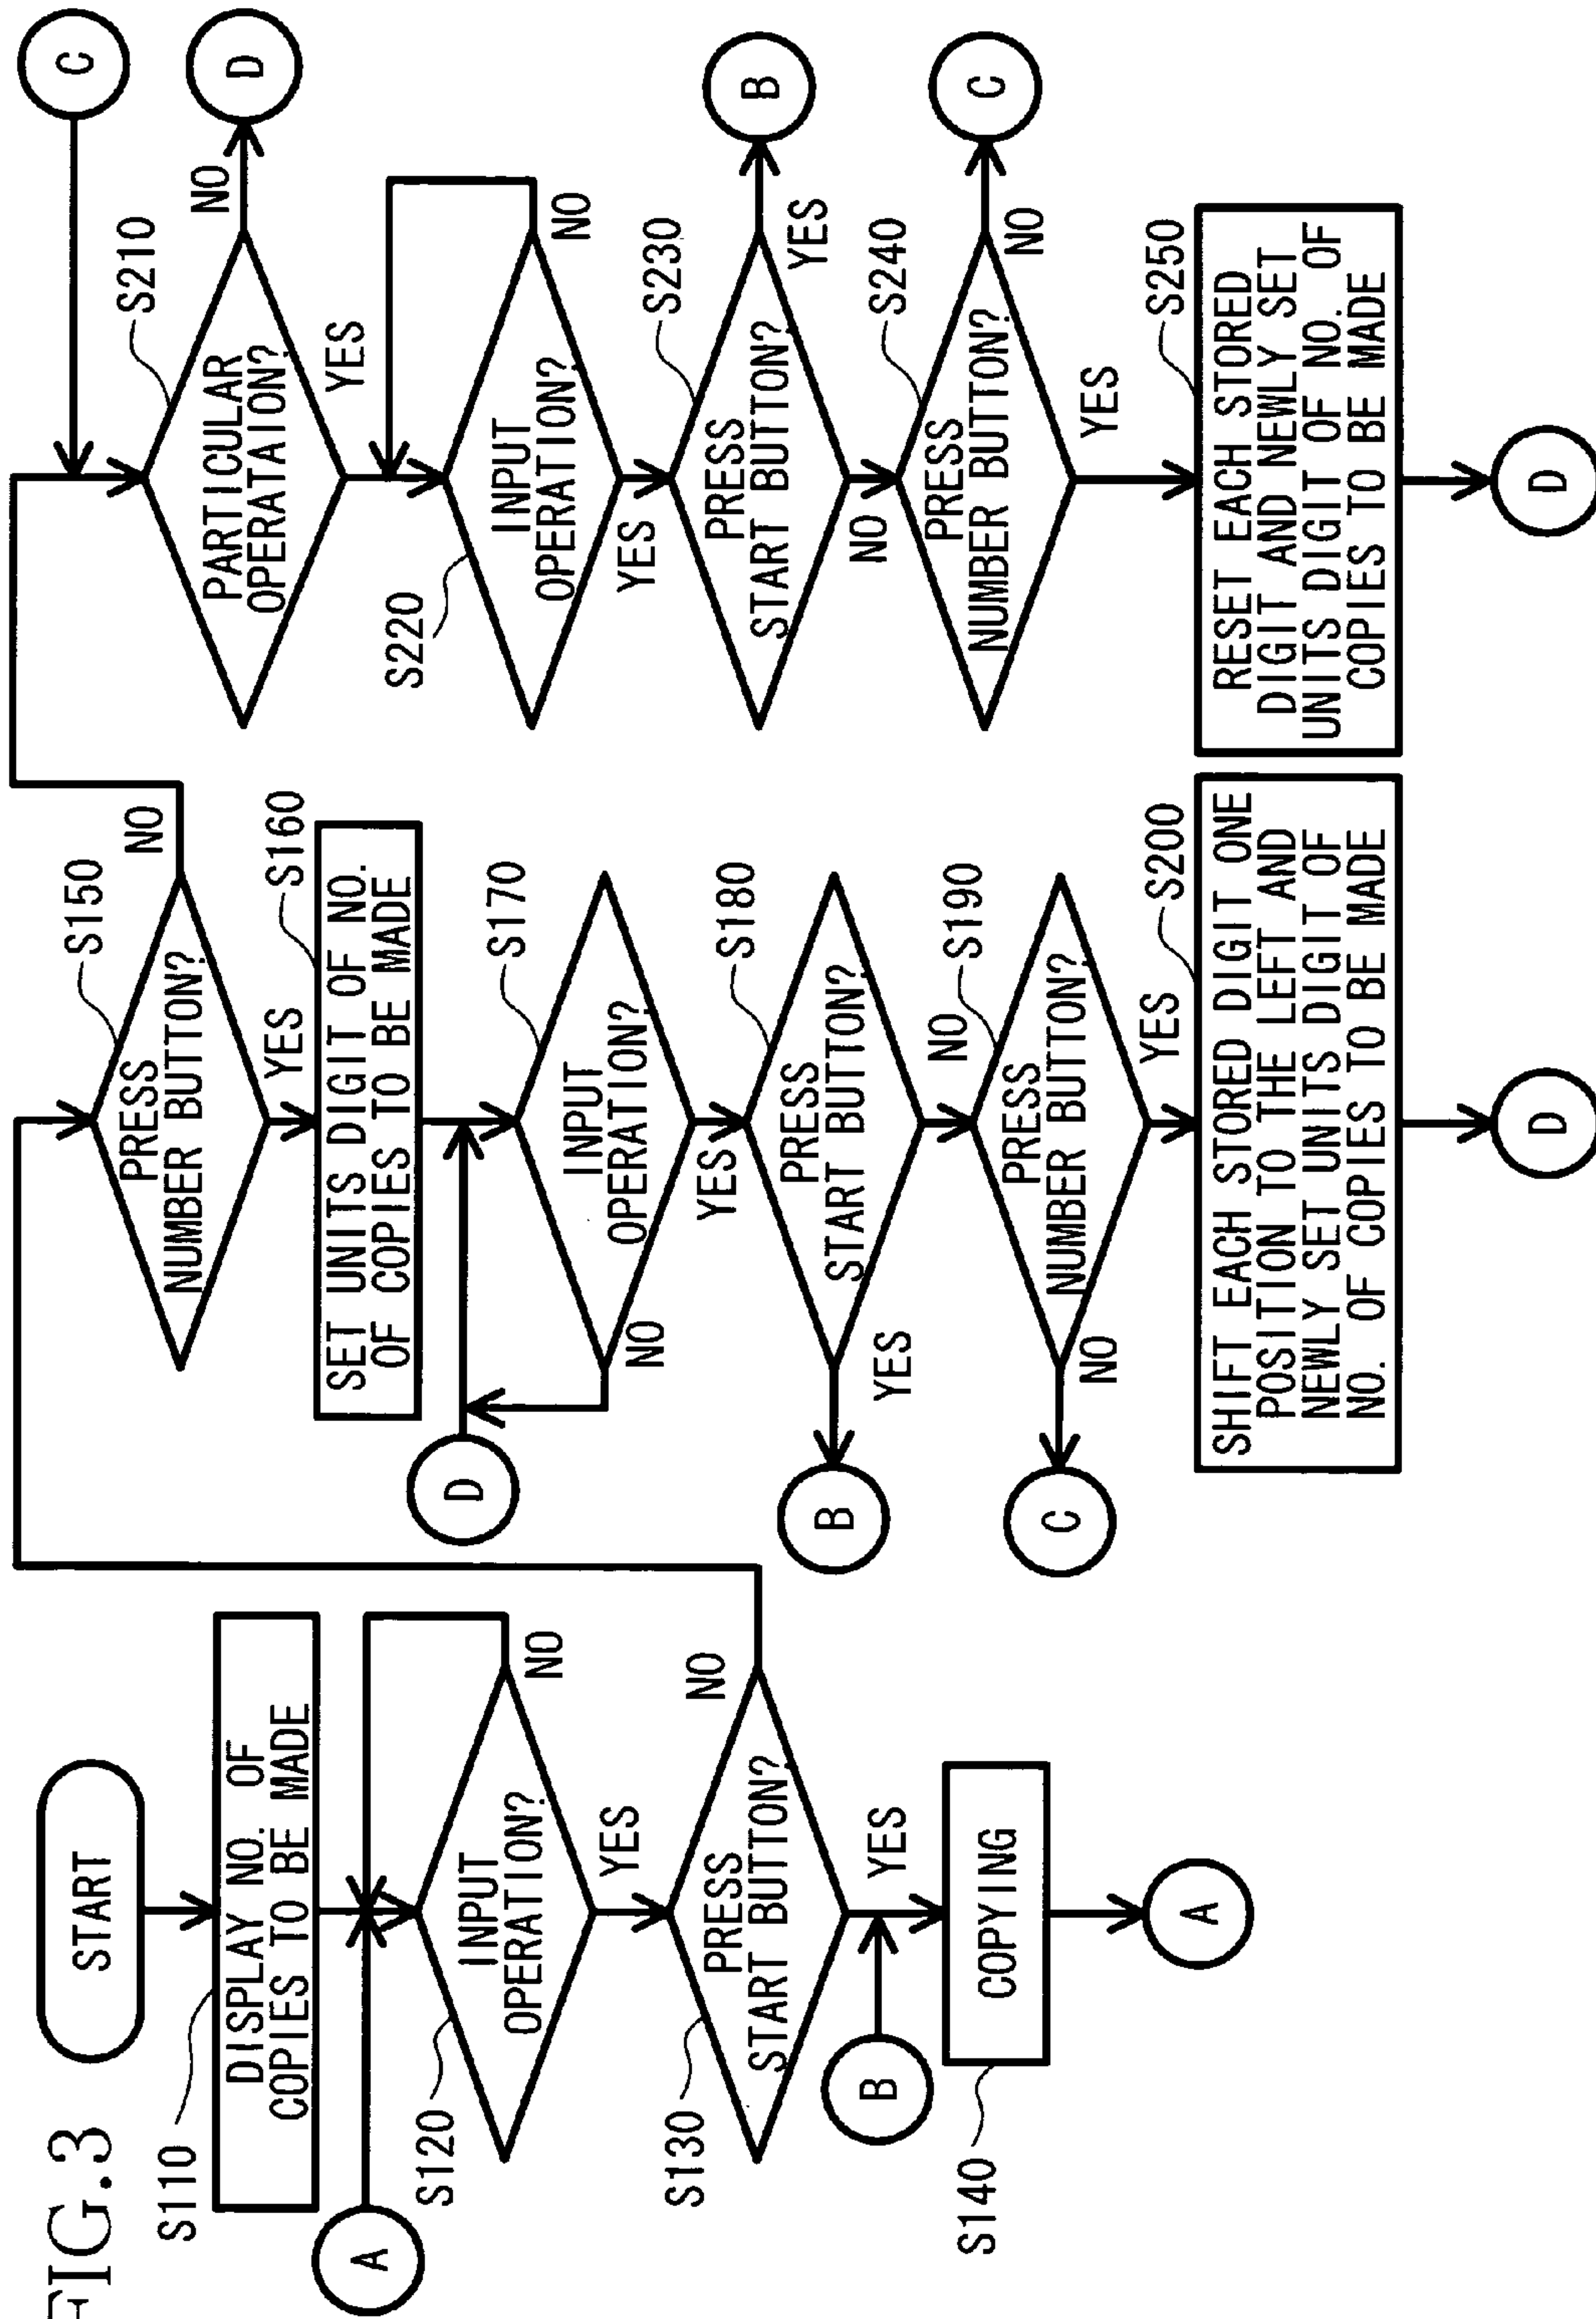 FIG.3
START
S110
DISPLAY NO. OF
COPIES TO BE MADE
A
S120
INPUT
OPERATION?
NO
YES
S130
PRESS
START BUTTON?
NO
YES
B
S140
COPYING
A
S150
PRESS
NUMBER BUTTON?
NO
YES
S160
SET UNITS DIGIT OF NO.
OF COPIES TO BE MADE
D
S170
INPUT
OPERATION?
NO
YES
S180
PRESS
START BUTTON?
YES
B
NO
S190
PRESS
NUMBER BUTTON?
NO
C
YES
S200
SHIFT EACH STORED DIGIT ONE
POSITION TO THE LEFT AND
NEWLY SET UNITS DIGIT OF
NO. OF COPIES TO BE MADE
D
C
S210
PARTICULAR
OPERATAION?
NO
D
YES
S220
INPUT
OPERATION?
NO
YES
S230
PRESS
START BUTTON?
YES
B
NO
S240
PRESS
NUMBER BUTTON?
NO
C
YES
S250
RESET EACH STORED
DIGIT AND NEWLY SET
UNITS DIGIT OF NO. OF
COPIES TO BE MADE
D